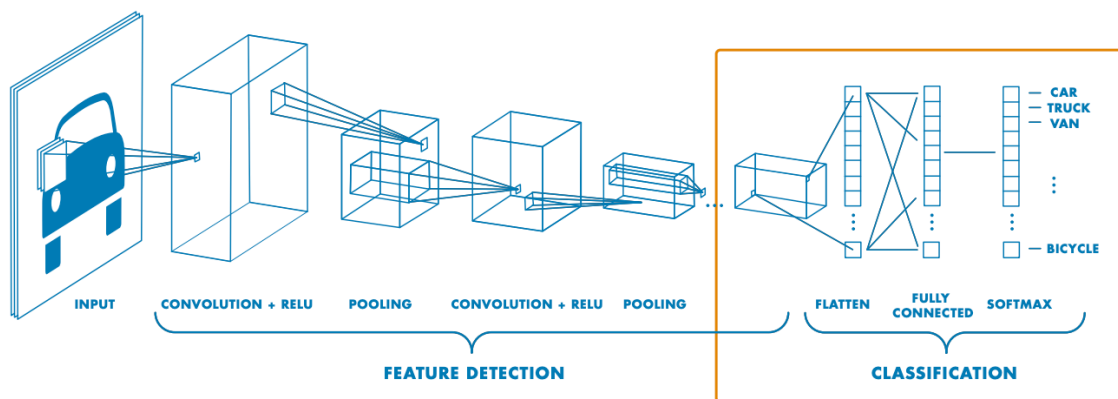 CAR
TRUCK
VAN
BICYCLE
INPUT
CONVOLUTION + RELU
POOLING
CONVOLUTION + RELU
POOLING
FLATTEN
FULLY
CONNECTED
SOFTMAX
FEATURE DETECTION
CLASSIFICATION